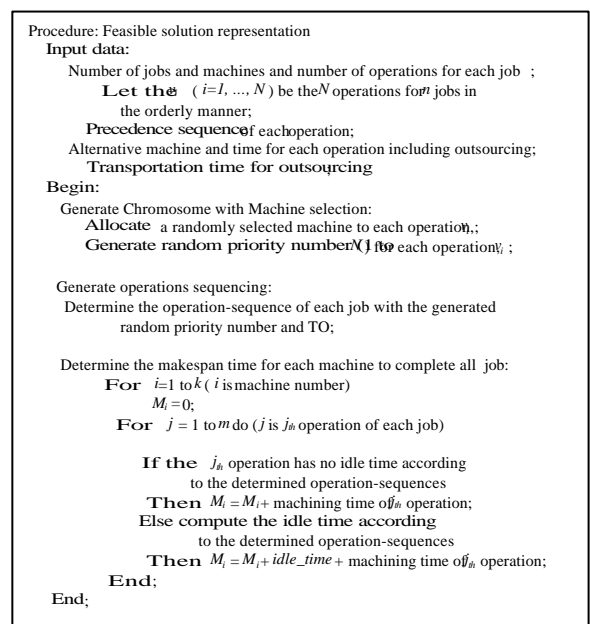 Procedure: Feasible solution representation
Input data:
Number of jobs and machines and number of operations for each job ;
Let the ( i=1, ..., N ) be the N operations for n jobs in
the orderly manner;
Precedence sequence of each operation;
Alternative machine and time for each operation including outsourcing;
Transportation time for outsourcing;
Begin:
Generate Chromosome with Machine selection:
Allocate a randomly selected machine to each operation ;
Generate random priority number (1 to N) for each operation vi ;
Generate operations sequencing:
Determine the operation-sequence of each job with the generated
random priority number and TO;
Determine the makespan time for each machine to complete all job:
For i=1 to k ( i is machine number)
Mi = 0;
For j = 1 to m do (j is jth operation of each job)
If the jth operation has no idle time according
to the determined operation-sequences
Then Mi = Mi + machining time of jth operation;
Else compute the idle time according
to the determined operation-sequences
Then Mi = Mi + idle_time + machining time of jth operation;
End;
End;